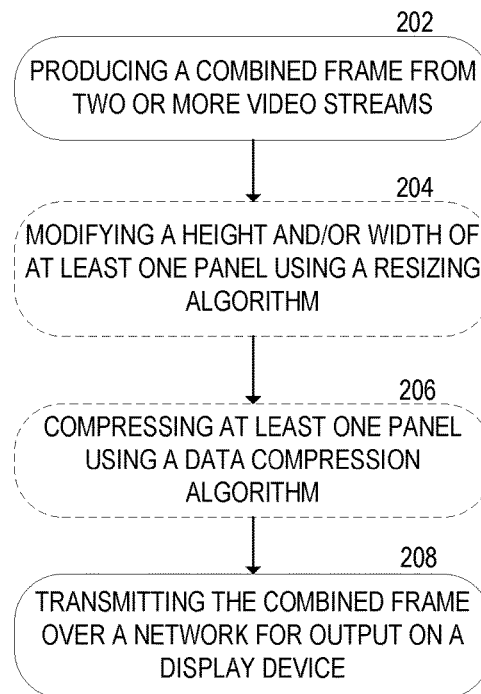 202
PRODUCING A COMBINED FRAME FROM
TWO OR MORE VIDEO STREAMS
204
MODIFYING A HEIGHT AND/OR WIDTH OF
AT LEAST ONE PANEL USING A RESIZING
ALGORITHM
206
COMPRESSING AT LEAST ONE PANEL
USING A DATA COMPRESSION
ALGORITHM
208
TRANSMITTING THE COMBINED FRAME
OVER A NETWORK FOR OUTPUT ON A
DISPLAY DEVICE